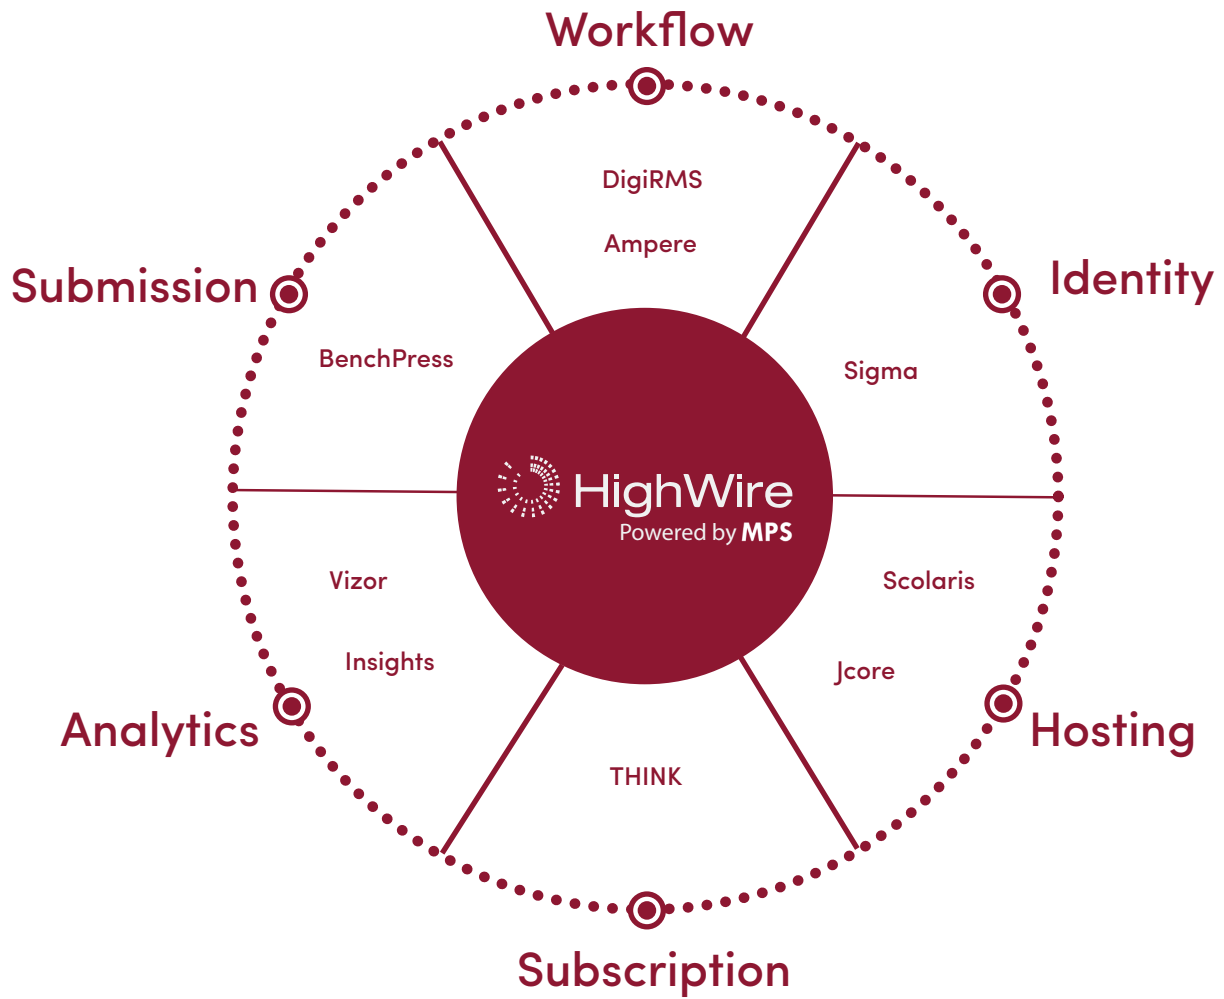 Workflow
DigiRMS
Ampere
Submission
Identity
BenchPress
Sigma
HighWire
Powered by MPS
Vizor
Scolaris
Insights
Jcore
Analytics
Hosting
THINK
Subscription